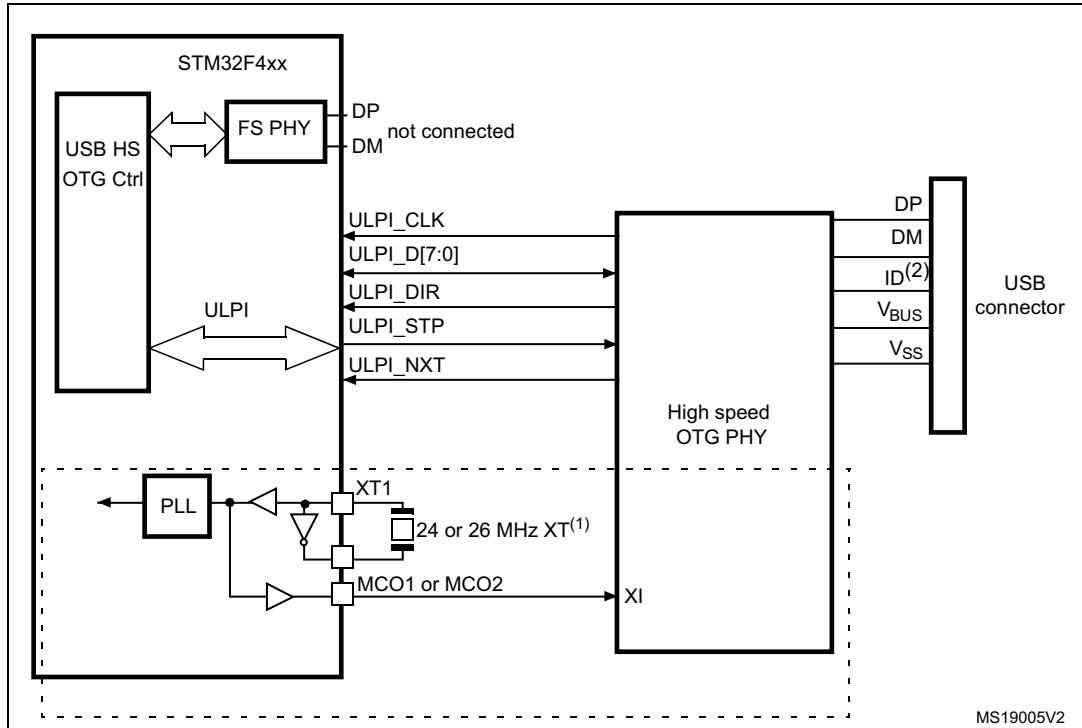 STM32F4xx
FS PHY
DP
DM
not connected
USB HS
OTG Ctrl
ULPI
ULPI_CLK
ULPI_D[7:0]
ULPI_DIR
ULPI_STP
ULPI_NXT
High speed
OTG PHY
DP
DM
ID(2)
VBUS
VSS
USB
connector
PLL
XT1
24 or 26 MHz XT(1)
MCO1 or MCO2
XI
MS19005V2